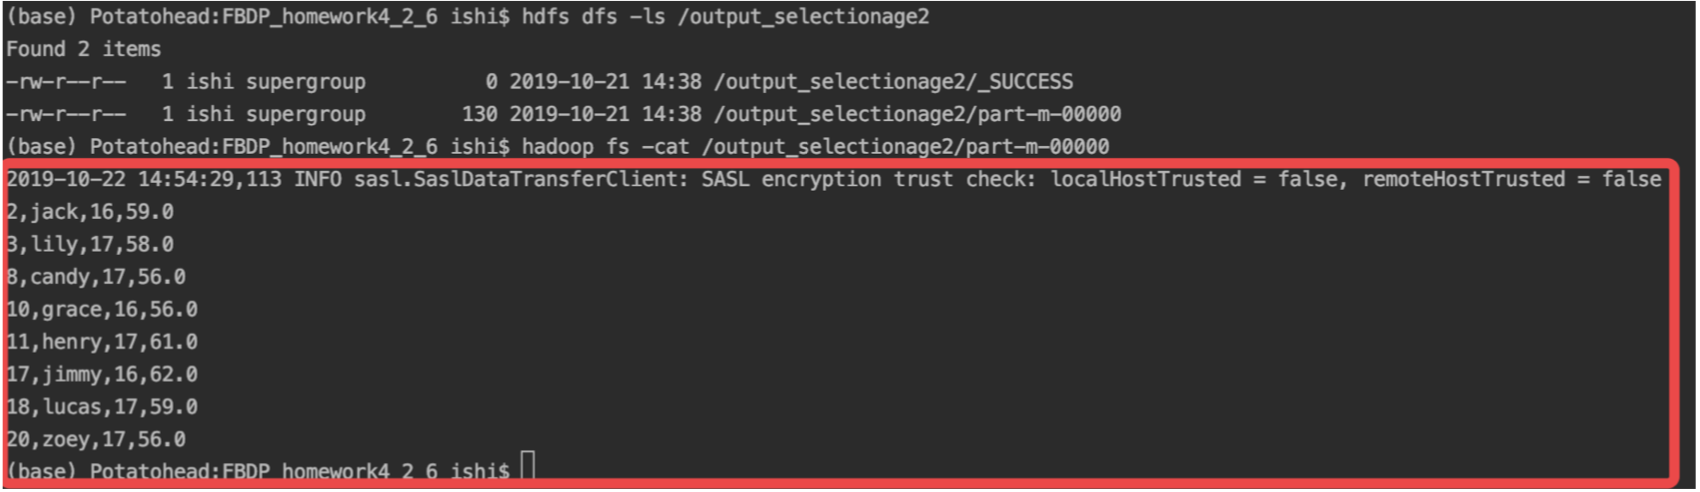 (base) Potatohead:FBDP_homework4_2_6 ishi$ hdfs dfs -ls /output_selectionage2
Found 2 items
-rw-r--r--   1 ishi supergroup          0 2019-10-21 14:38 /output_selectionage2/_SUCCESS
-rw-r--r--   1 ishi supergroup        130 2019-10-21 14:38 /output_selectionage2/part-m-00000
(base) Potatohead:FBDP_homework4_2_6 ishi$ hadoop fs -cat /output_selectionage2/part-m-00000
2019-10-22 14:54:29,113 INFO sasl.SaslDataTransferClient: SASL encryption trust check: localHostTrusted = false, remoteHostTrusted = false
2,jack,16,59.0
3,lily,17,58.0
8,candy,17,56.0
10,grace,16,56.0
11,henry,17,61.0
17,jimmy,16,62.0
18,lucas,17,59.0
20,zoey,17,56.0
(base) Potatohead:FBDP_homework4_2_6 ishi$